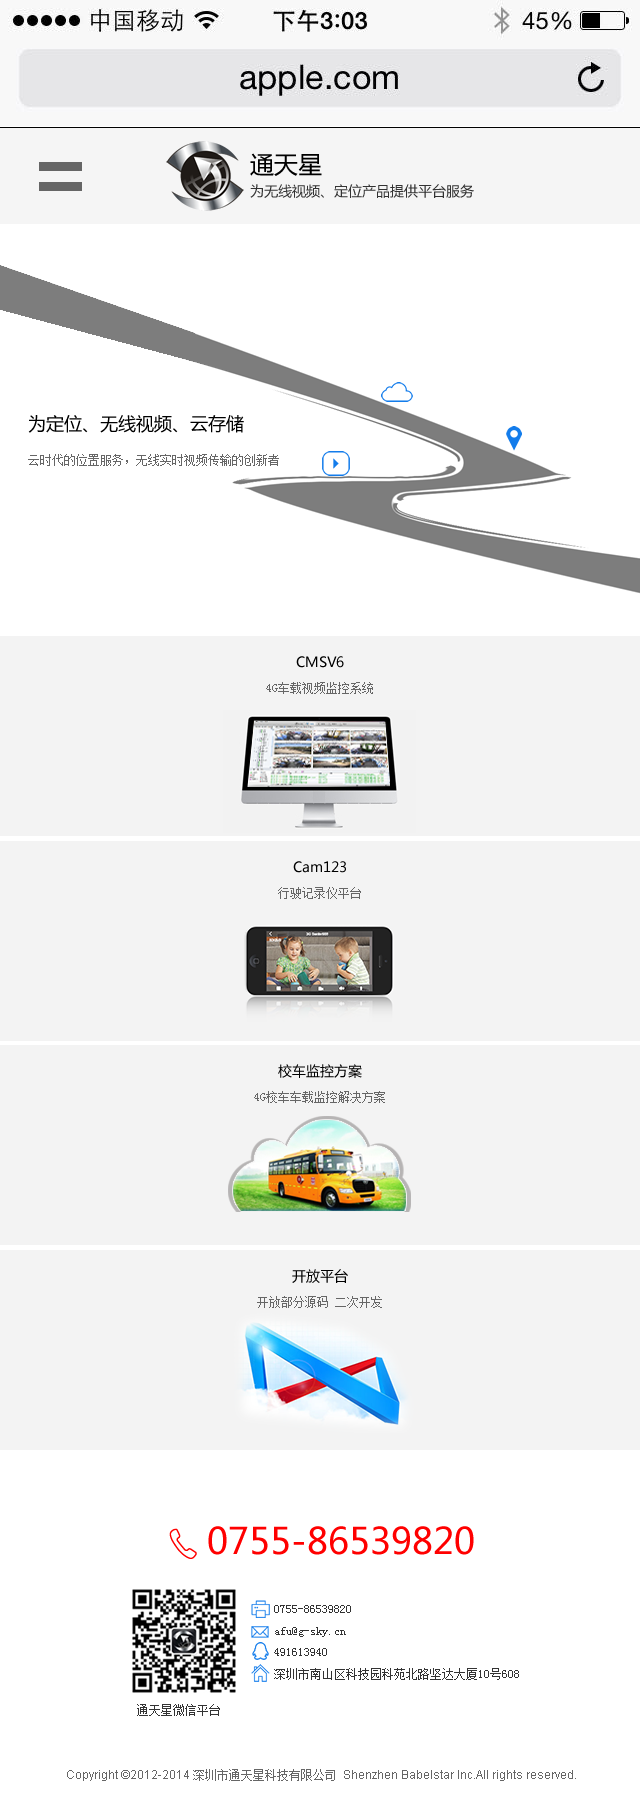 中国移动 下午3:03 45%
apple.com
通天星
为无线视频、定位产品提供平台服务
为定位、无线视频、云存储
云时代的位置服务，无线实时视频传输的创新者
CMSV6
4G车载视频监控系统
Cam123
行驶记录仪平台
校车监控方案
4G校车车载监控解决方案
开放平台
开放部分源码 二次开发
0755-86539820
0755-86539820
afu@g-sky.cn
491613940
深圳市南山区科技园科苑北路坚达大厦10号608
通天星微信平台
Copyright ©2012-2014 深圳市通天星科技有限公司 Shenzhen Babelstar Inc.All rights reserved.